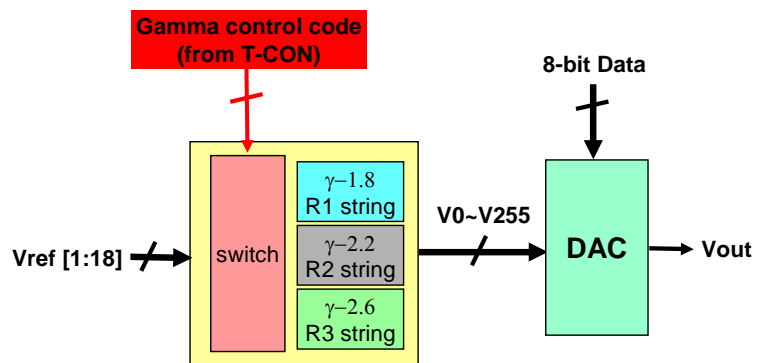 Gamma control code
(from T-CON)
8-bit Data
γ−1.8
R1 string
V0~V255
γ−2.2
R2 string
switch
Vref [1:18]
DAC
Vout
γ−2.6
R3 string